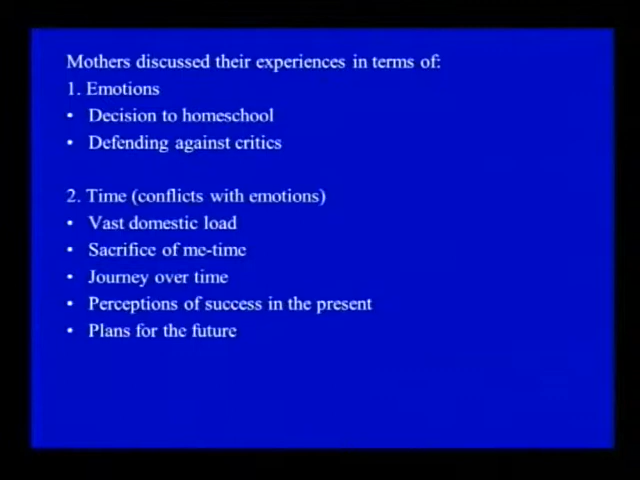 Mothers discussed their experiences in terms of:
1. Emotions
• Decision to homeschool
• Defending against critics
2. Time (conflicts with emotions)
• Vast domestic load
• Sacrifice of me-time
• Journey over time
• Perceptions of success in the present
• Plans for the future